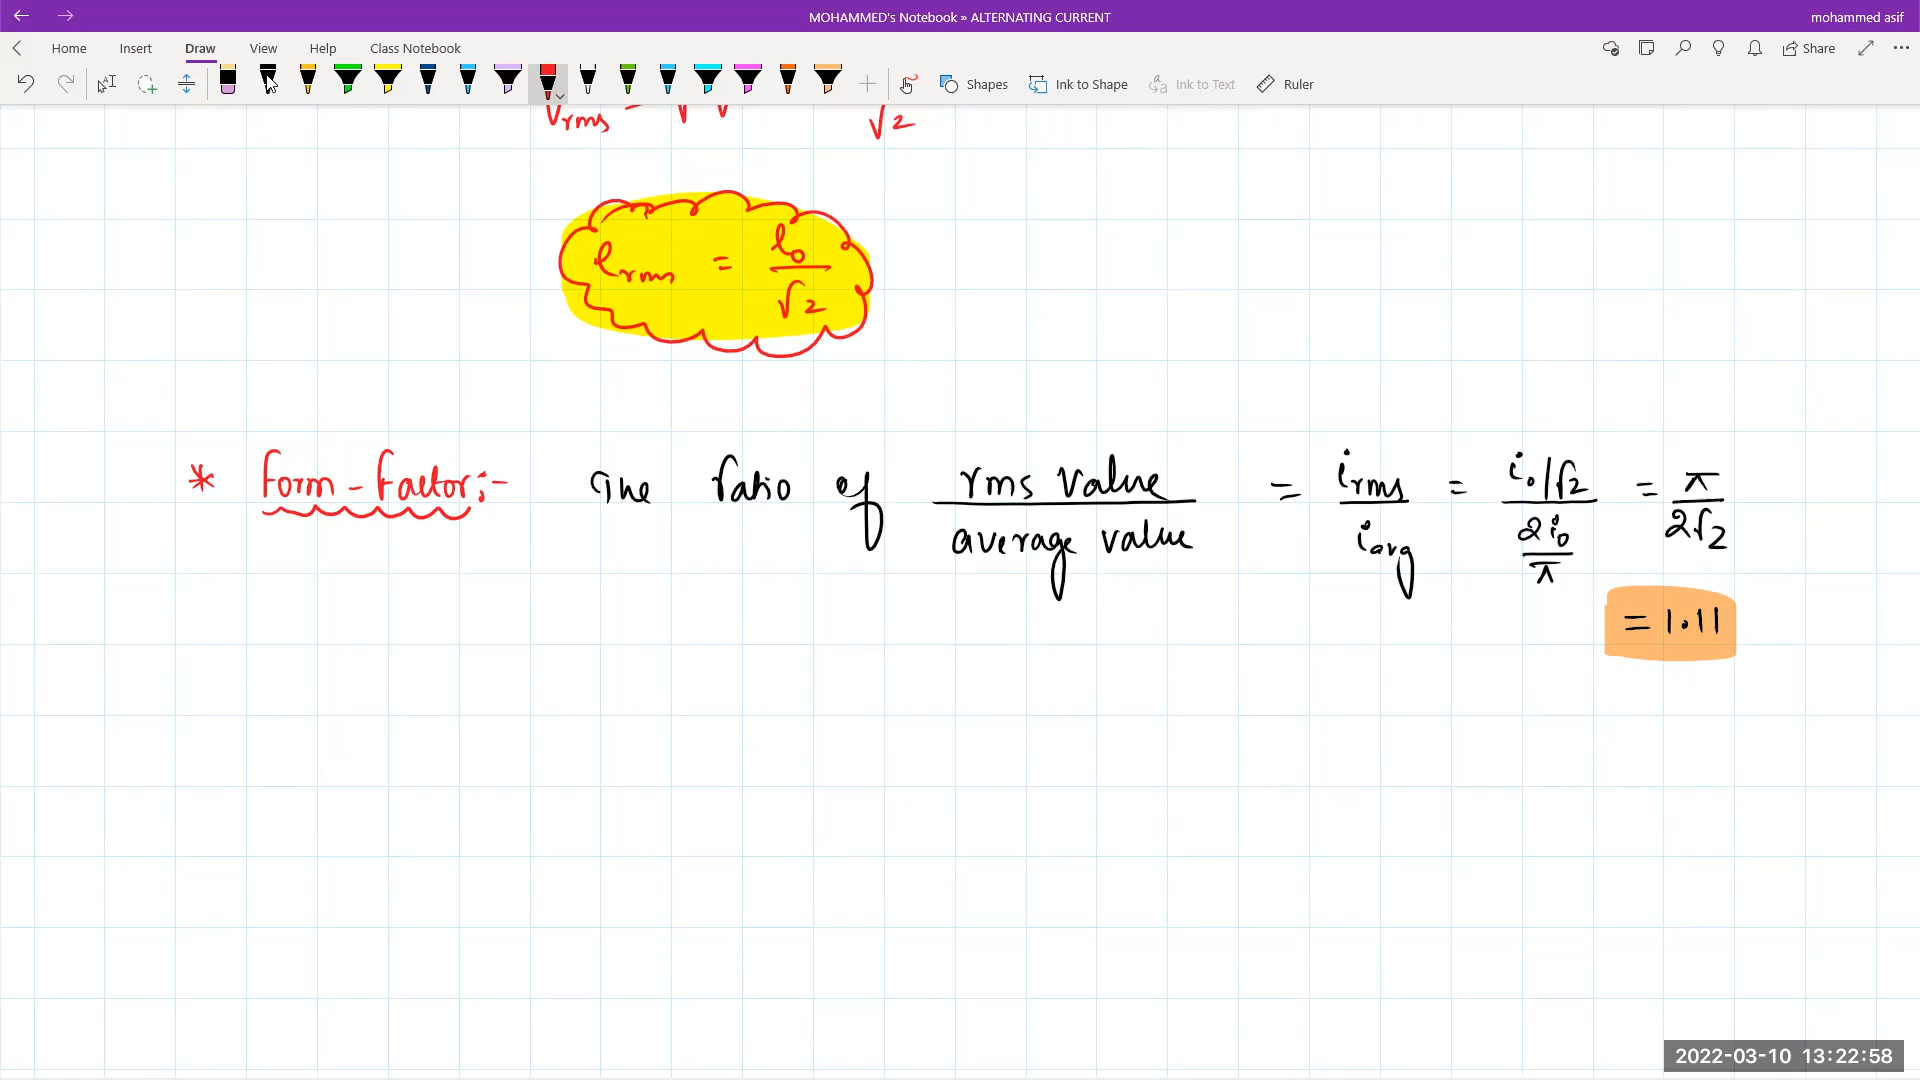 MOHAMMED's Notebook » ALTERNATING CURRENT
mohammed asif
Home Insert Draw View Help Class Notebook
Share
Shapes Ink to Shape Ink to Text Ruler
Vrms = √ √2
erms = e0/√2
* Form-Factor:- The ratio of rms value/average value = irms/iavg = (i0/√2)/(2i0/π) = π/2√2
= 1.11
2022-03-10 13:22:58